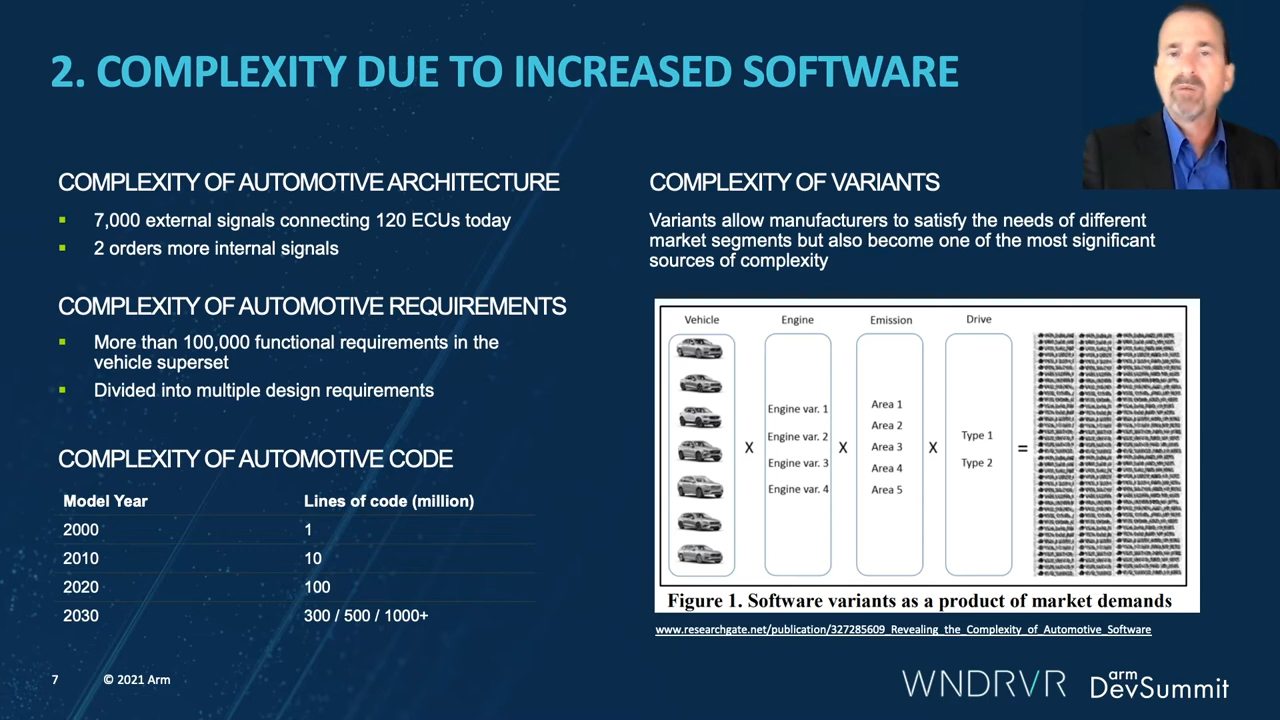 2. COMPLEXITY DUE TO INCREASED SOFTWARE
COMPLEXITY OF AUTOMOTIVE ARCHITECTURE
7,000 external signals connecting 120 ECUs today
2 orders more internal signals
COMPLEXITY OF AUTOMOTIVE REQUIREMENTS
More than 100,000 functional requirements in the
vehicle superset
Divided into multiple design requirements
COMPLEXITY OF AUTOMOTIVE CODE
Model Year Lines of code (million)
2000 1
2010 10
2020 100
2030 300 / 500 / 1000+
COMPLEXITY OF VARIANTS
Variants allow manufacturers to satisfy the needs of different
market segments but also become one of the most significant
sources of complexity
Vehicle Engine Emission Drive
Engine var. 1
Engine var. 2
Engine var. 3
Engine var. 4
Area 1
Area 2
Area 3
Area 4
Area 5
Type 1
Type 2
X X X =
Figure 1. Software variants as a product of market demands
www.researchgate.net/publication/327285609_Revealing_the_Complexity_of_Automotive_Software
7 © 2021 Arm
WNDRVR
arm
DevSummit